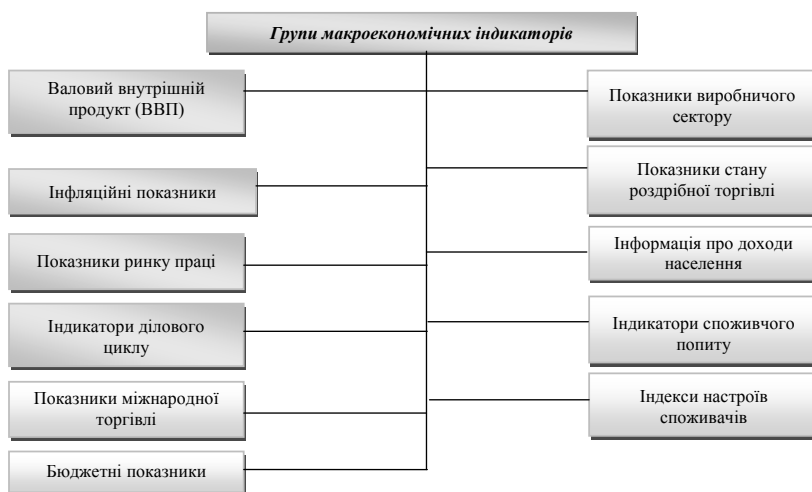 Групи макроекономічних індикаторів
Валовий внутрішній
продукт (ВВП)
Інфляційні показники
Показники ринку праці
Індикатори ділового
циклу
Показники міжнародної
торгівлі
Бюджетні показники
Показники виробничого
сектору
Показники стану
роздрібної торгівлі
Інформація про доходи
населення
Індикатори споживчого
попиту
Індекси настроїв
споживачів